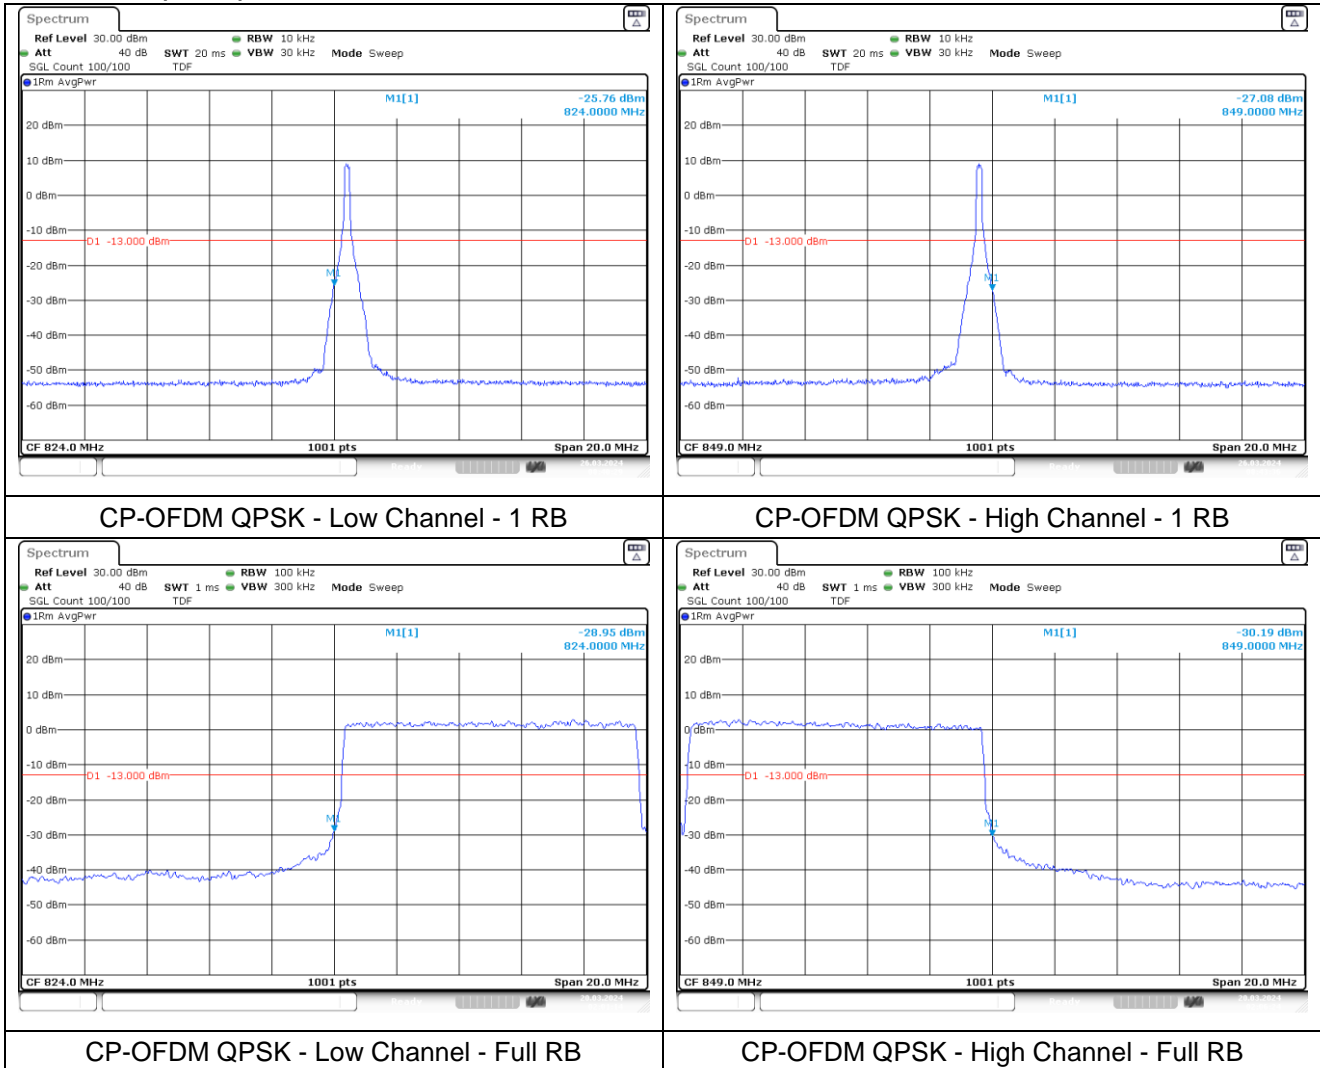 Spectrum
Ref Level 30.00 dBm RBW 10 kHz
Att 40 dB SWT 20 ms VBW 30 kHz Mode Sweep
SGL Count 100/100 TDF
1Rm AvgPwr
M1[1] -25.76 dBm
824.0000 MHz
20 dBm
10 dBm
0 dBm
-10 dBm
D1 -13.000 dBm
-20 dBm
M1
-30 dBm
-40 dBm
-50 dBm
-60 dBm
CF 824.0 MHz 1001 pts Span 20.0 MHz
Ready
CP-OFDM QPSK - Low Channel - 1 RB
Spectrum
Ref Level 30.00 dBm RBW 10 kHz
Att 40 dB SWT 20 ms VBW 30 kHz Mode Sweep
SGL Count 100/100 TDF
1Rm AvgPwr
M1[1] -27.08 dBm
849.0000 MHz
20 dBm
10 dBm
0 dBm
-10 dBm
D1 -13.000 dBm
-20 dBm
M1
-30 dBm
-40 dBm
-50 dBm
-60 dBm
CF 849.0 MHz 1001 pts Span 20.0 MHz
Ready
CP-OFDM QPSK - High Channel - 1 RB
Spectrum
Ref Level 30.00 dBm RBW 100 kHz
Att 40 dB SWT 1 ms VBW 300 kHz Mode Sweep
SGL Count 100/100 TDF
1Rm AvgPwr
M1[1] -28.95 dBm
824.0000 MHz
20 dBm
10 dBm
0 dBm
-10 dBm
D1 -13.000 dBm
-20 dBm
M1
-30 dBm
-40 dBm
-50 dBm
-60 dBm
CF 824.0 MHz 1001 pts Span 20.0 MHz
Ready
CP-OFDM QPSK - Low Channel - Full RB
Spectrum
Ref Level 30.00 dBm RBW 100 kHz
Att 40 dB SWT 1 ms VBW 300 kHz Mode Sweep
SGL Count 100/100 TDF
1Rm AvgPwr
M1[1] -30.19 dBm
849.0000 MHz
20 dBm
10 dBm
0 dBm
-10 dBm
D1 -13.000 dBm
-20 dBm
M1
-30 dBm
-40 dBm
-50 dBm
-60 dBm
CF 849.0 MHz 1001 pts Span 20.0 MHz
Ready
CP-OFDM QPSK - High Channel - Full RB